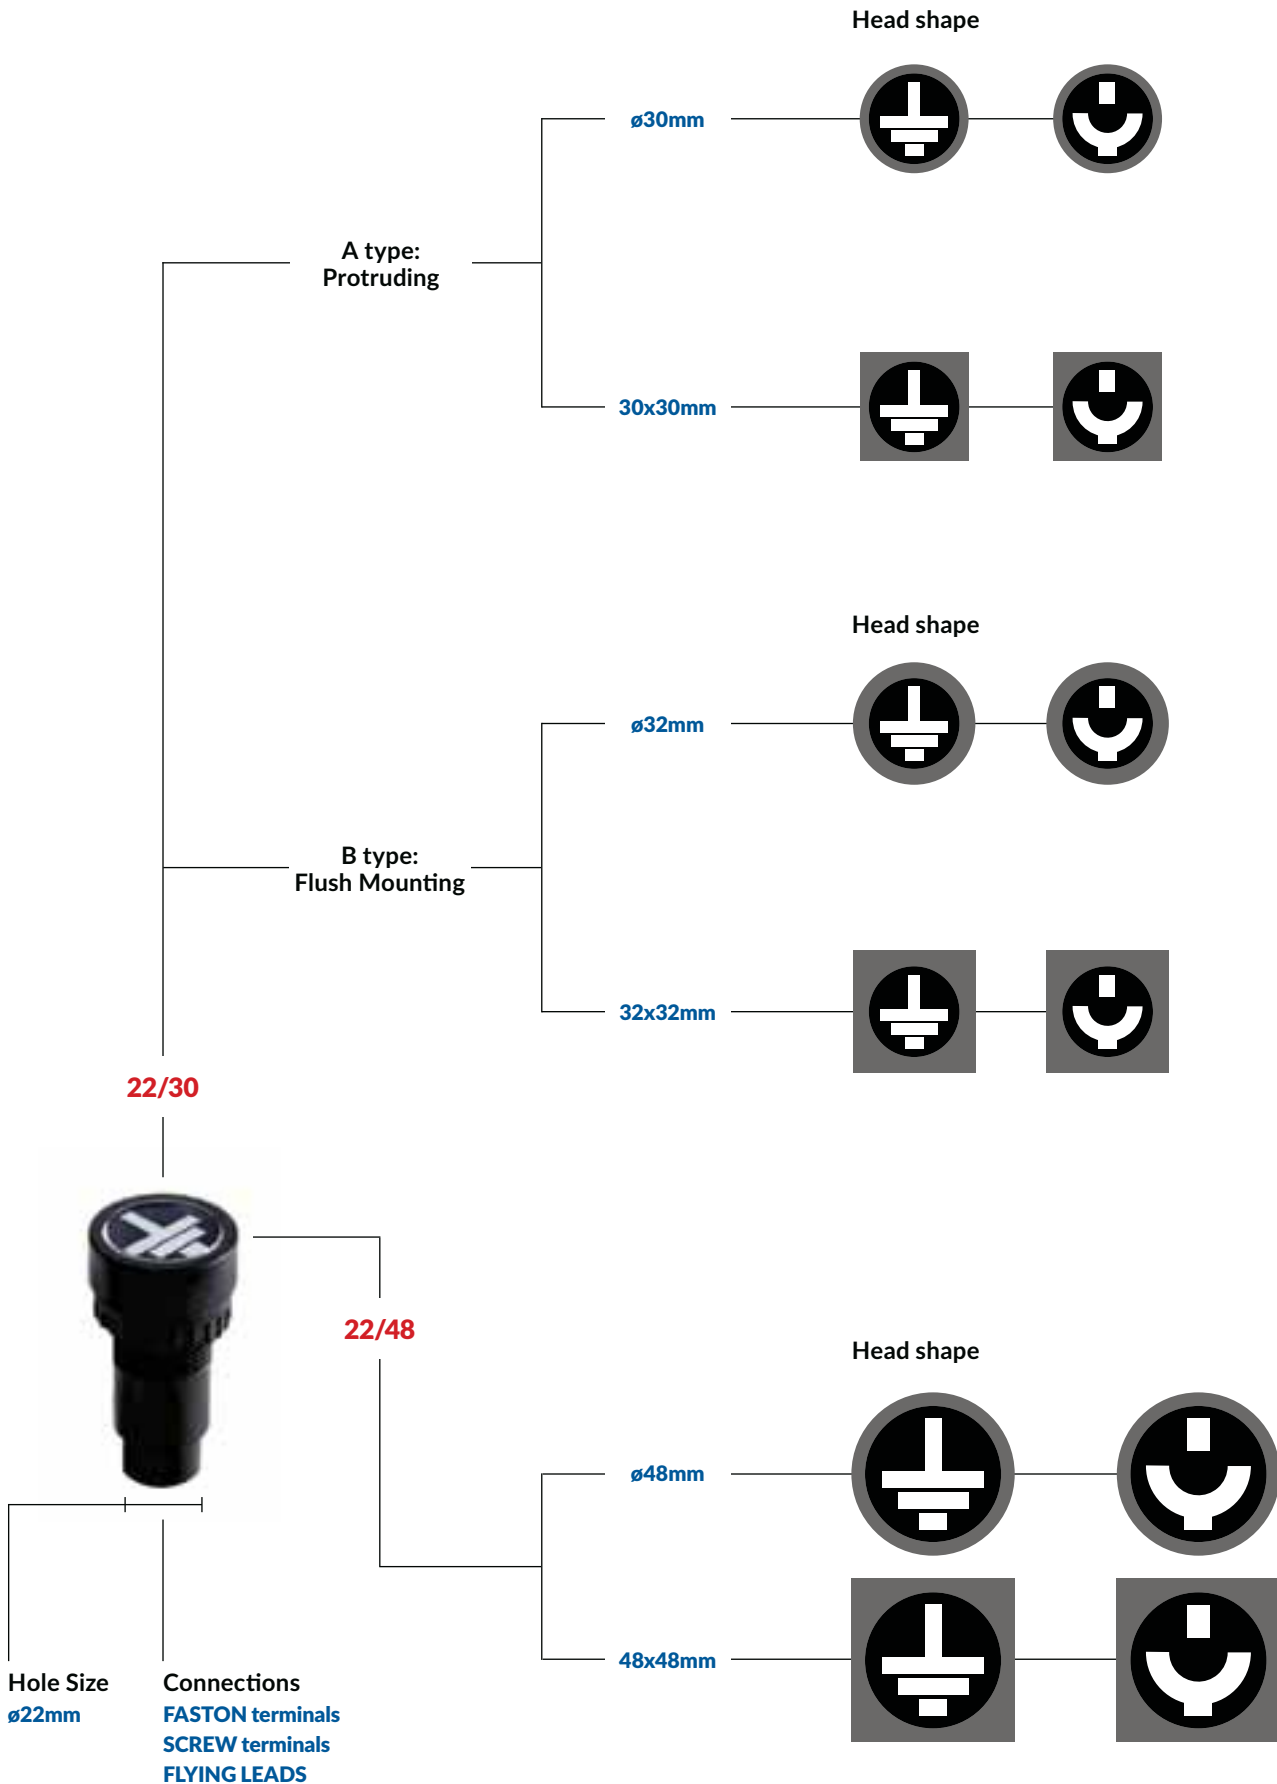 Head shape
ø30mm
A type:
Protruding
30x30mm
Head shape
ø32mm
B type:
Flush Mounting
32x32mm
22/30
22/48
Head shape
ø48mm
48x48mm
Hole Size
ø22mm
Connections
FASTON terminals
SCREW terminals
FLYING LEADS